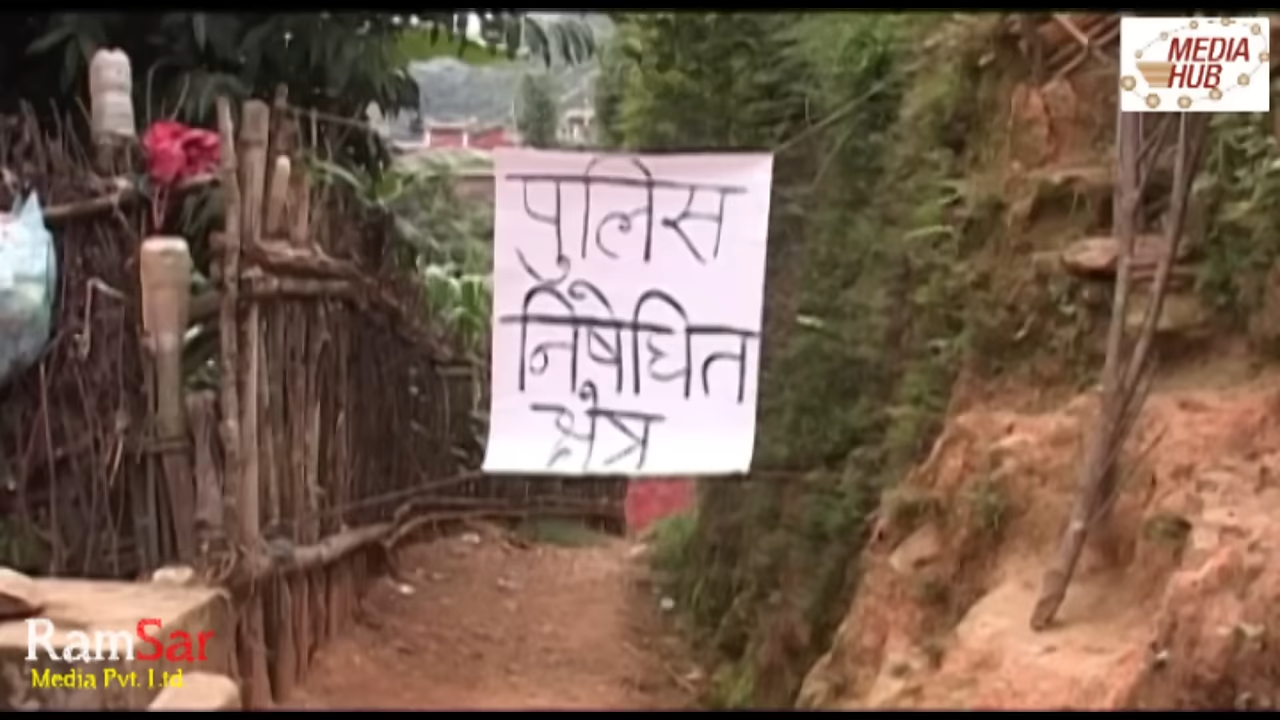 MEDIA
HUB
पुलिस
निषेधित
क्षेत्र
RamSar
Media Pvt. Ltd